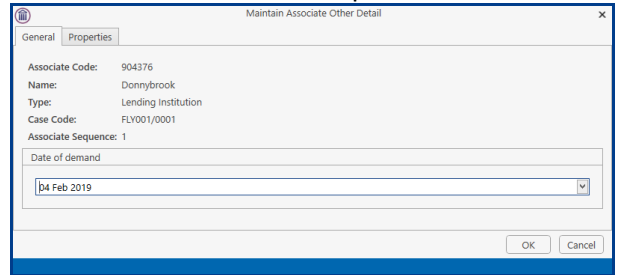 Maintain Associate Other Detail
General Properties
Associate Code: 904376
Name: Donnybrook
Type: Lending Institution
Case Code: FLY001/0001
Associate Sequence: 1
Date of demand
04 Feb 2019
OK Cancel